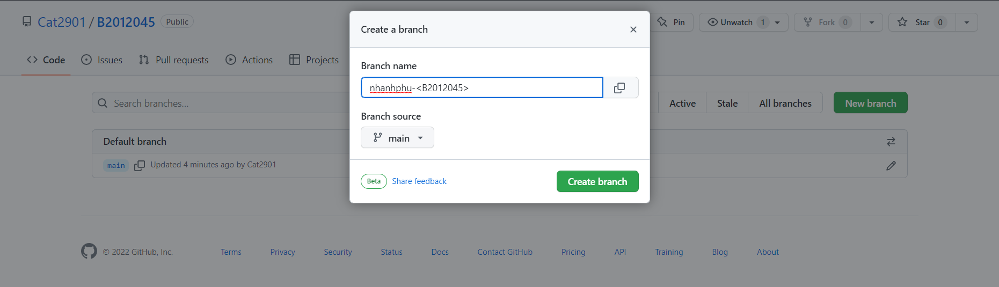 Cat2901 / B2012045 Public
Pin Unwatch 1 Fork 0 Star 0
Code Issues Pull requests Actions Projects
Create a branch
Branch name
nhanhphu-<B2012045>
Branch source
main
Beta Share feedback Create branch
Search branches... Active Stale All branches New branch
Default branch
main Updated 4 minutes ago by Cat2901
© 2022 GitHub, Inc. Terms Privacy Security Status Docs Contact GitHub Pricing API Training Blog About